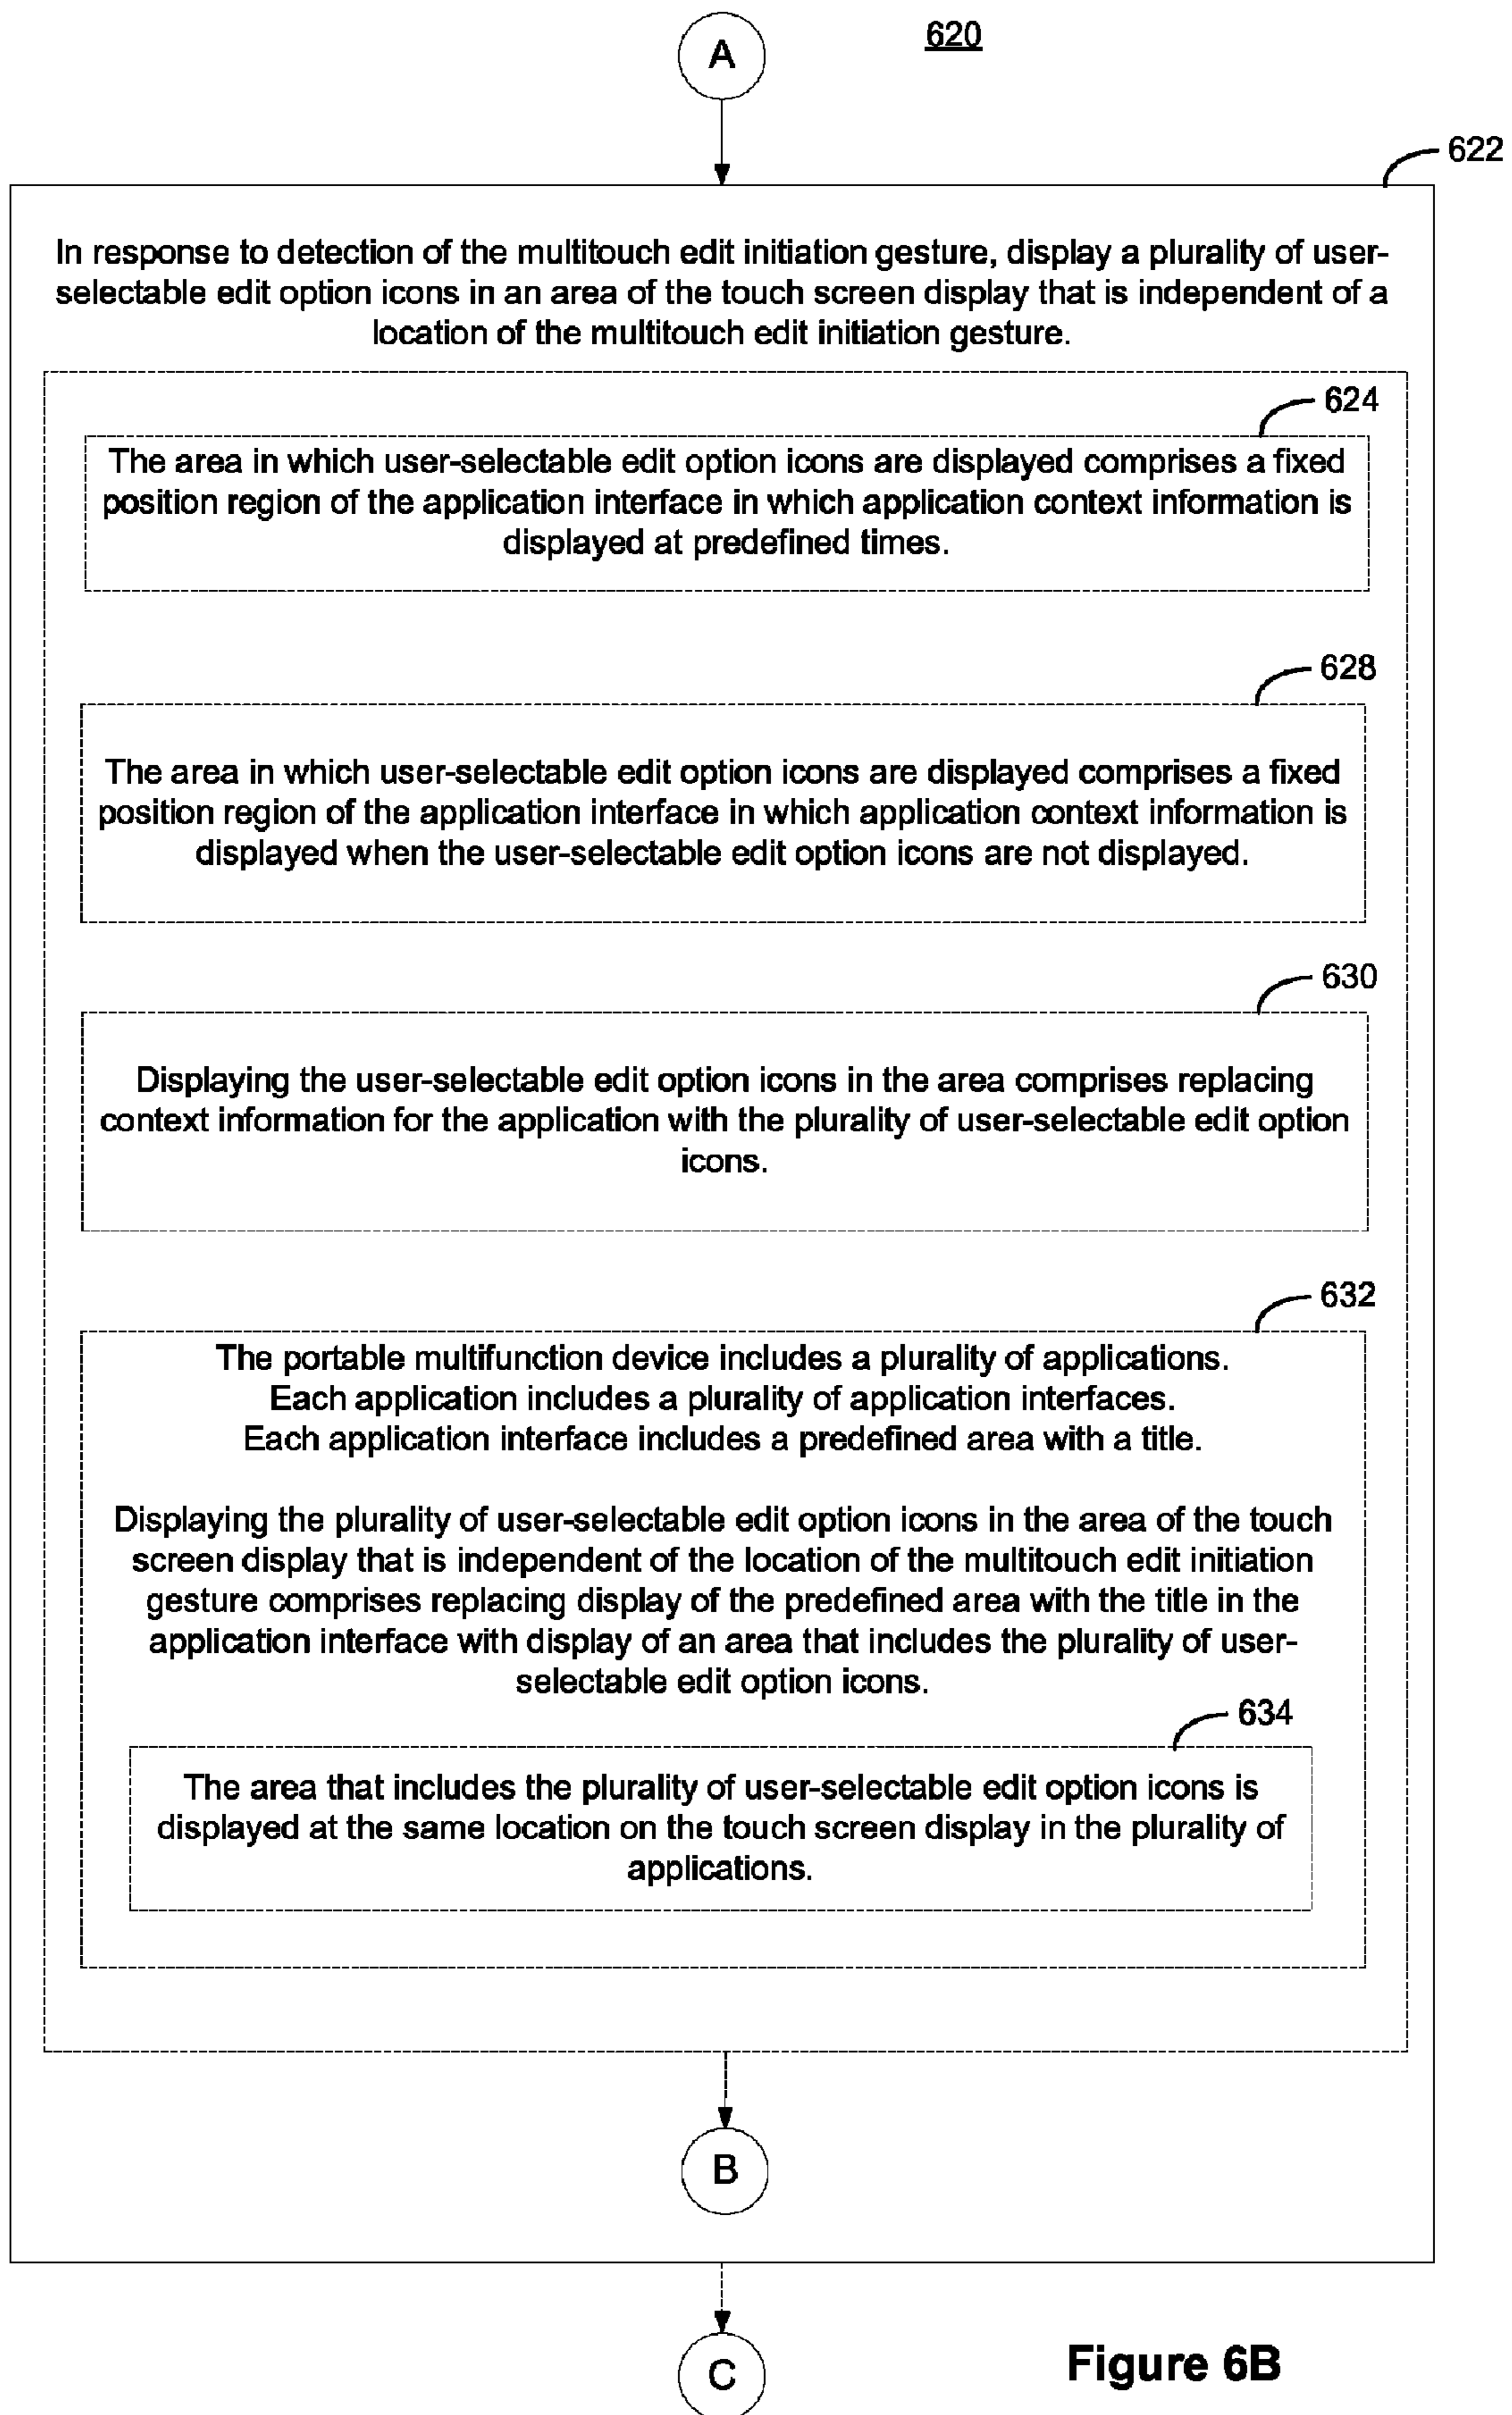 A
620
622
In response to detection of the multitouch edit initiation gesture, display a plurality of user-
selectable edit option icons in an area of the touch screen display that is independent of a
location of the multitouch edit initiation gesture.
624
The area in which user-selectable edit option icons are displayed comprises a fixed
position region of the application interface in which application context information is
displayed at predefined times.
628
The area in which user-selectable edit option icons are displayed comprises a fixed
position region of the application interface in which application context information is
displayed when the user-selectable edit option icons are not displayed.
630
Displaying the user-selectable edit option icons in the area comprises replacing
context information for the application with the plurality of user-selectable edit option
icons.
632
The portable multifunction device includes a plurality of applications.
Each application includes a plurality of application interfaces.
Each application interface includes a predefined area with a title.
Displaying the plurality of user-selectable edit option icons in the area of the touch
screen display that is independent of the location of the multitouch edit initiation
gesture comprises replacing display of the predefined area with the title in the
application interface with display of an area that includes the plurality of user-
selectable edit option icons.
634
The area that includes the plurality of user-selectable edit option icons is
displayed at the same location on the touch screen display in the plurality of
applications.
B
C
Figure 6B